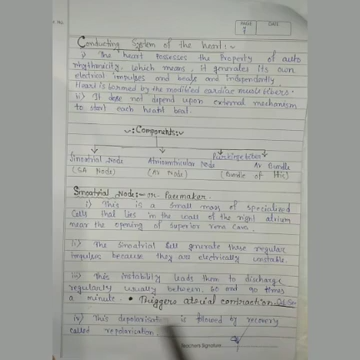 PAGE
DATE
Conducting System of the heart:-
i) The heart Possesses the Property of auto
rhythmicity, which means, it generates its own
electrical impulses and beats and Independently
Heart is formed by the modified cardiac muscle fibers.
ii) It does not depend upon external mechanism
to start each heart beat.
:- Components:-
Purkinje fibers
Sinoatrial Node Atrioventricular Node Av Bundle
(SA Node) (AV Node) (Bundle of His)
Sinoatrial Node:- Pacemaker
i) This is a small mass of specialized
Cells that lies in the wall of the right atrium
near the opening of Superior Vena Cava.
ii) The Sinoatrial generate these regular
impulses because they are electrically unstable.
iii) This instability leads them to discharge
regularly usually between 60 and 90 times
a minute. • Triggers atrial contraction
iv) This depolarisation is followed by recovery
called repolarisation
Teachers Signature